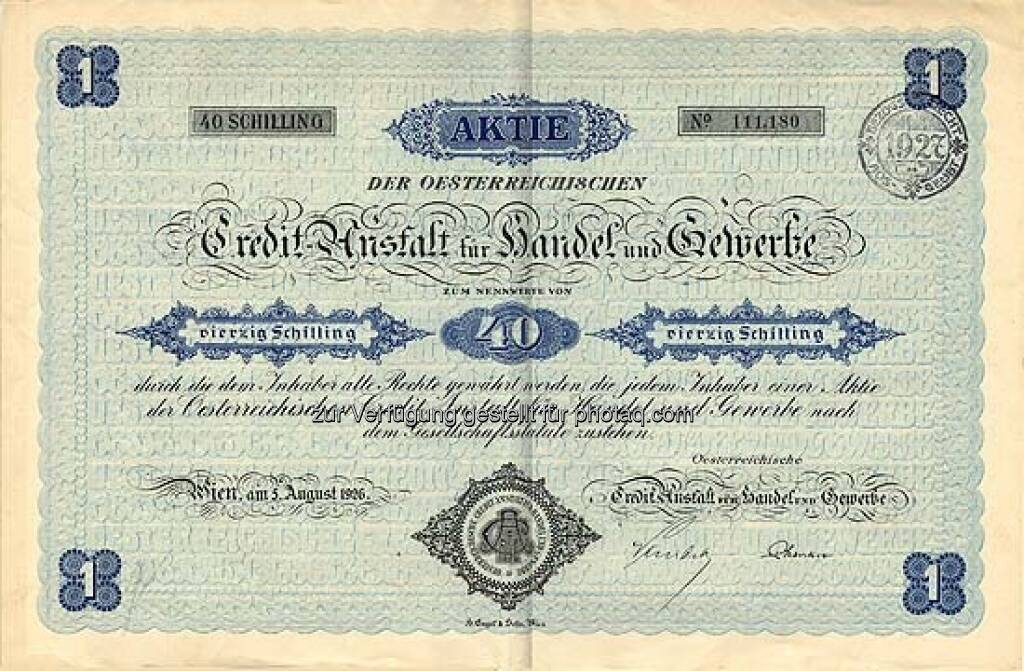 1 1
40 SCHILLING AKTIE Nº 111,180
1927
DER OESTERREICHISCHEN
Credit-Anstalt für Handel und Gewerbe
ZUM NENNWERTE VON
vierzig Schilling 40 vierzig Schilling
durch die dem Inhaber alle Rechte gewährt werden, die jedem Inhaber einer Aktie
der Oesterreichischen Credit-Anstalt für Handel und Gewerbe nach
zur Verfügung gestellt für photaq.com
dem Gesellschaftsstatute zustehen.
Oesterreichische
Wien, am 5. August 1926. Credit-Anstalt für Handel und Gewerbe
1 1
Wien